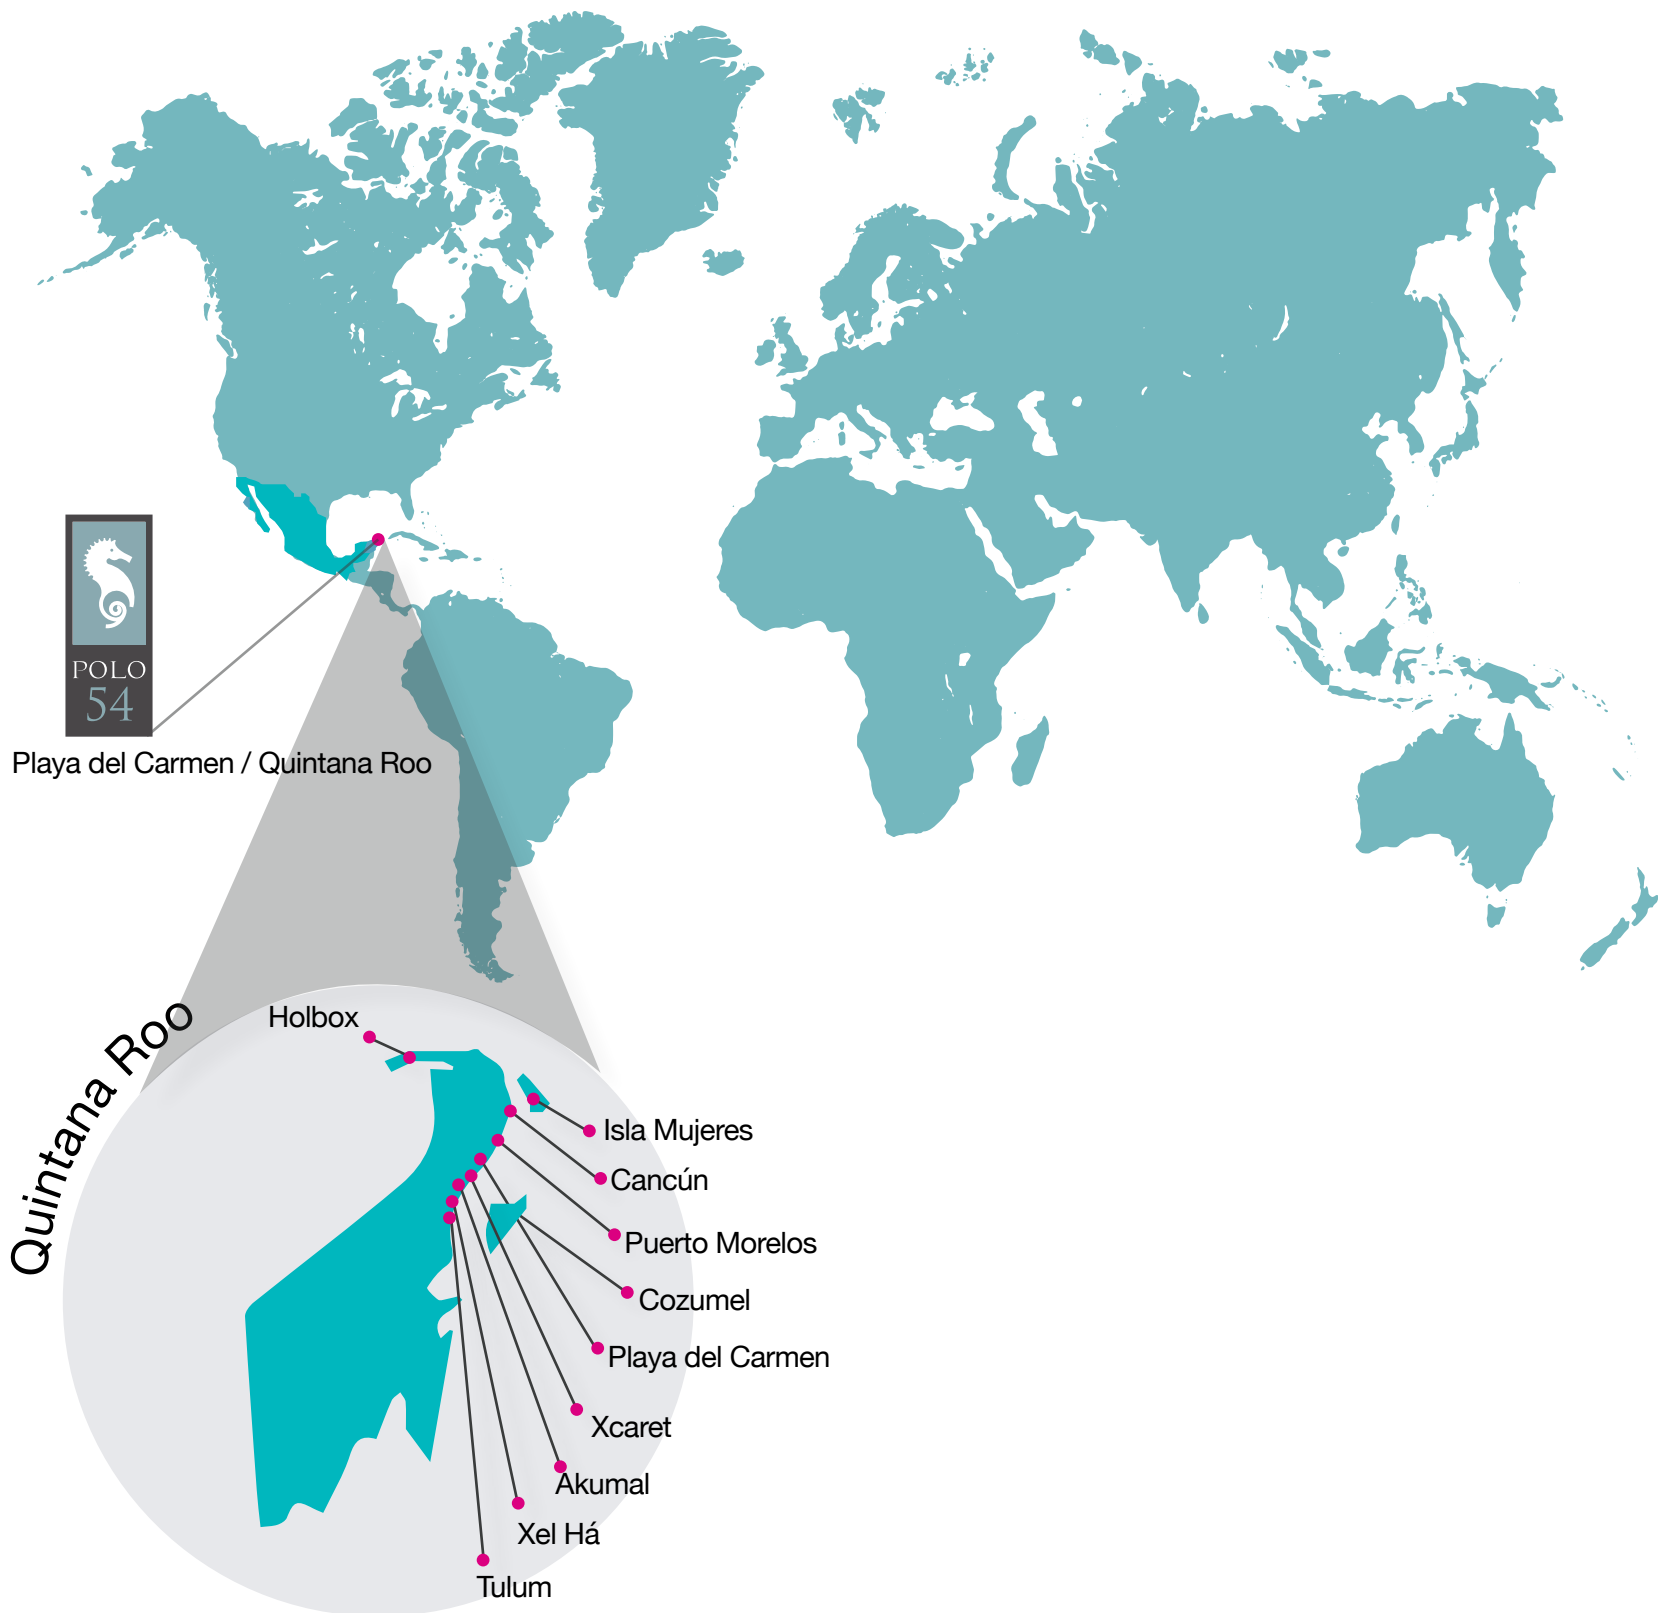 POLO
54
Playa del Carmen / Quintana Roo
Quintana Roo
Holbox
Isla Mujeres
Cancún
Puerto Morelos
Cozumel
Playa del Carmen
Xcaret
Akumal
Xel Há
Tulum